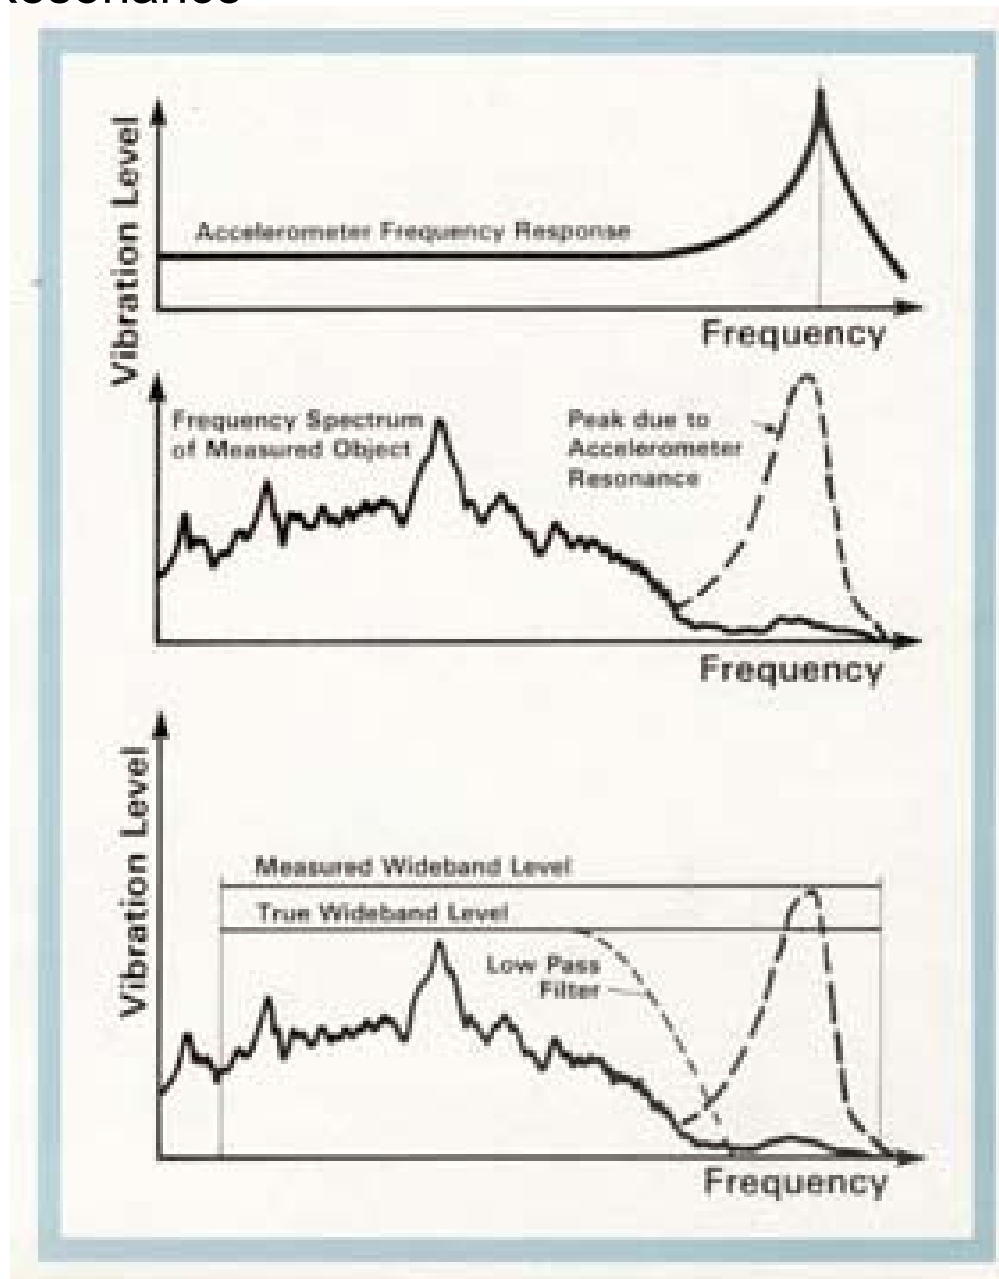 Resonance
Vibration Level
Accelerometer Frequency Response
Frequency
Frequency Spectrum
of Measured Object
Peak due to
Accelerometer
Resonance
Frequency
Vibration Level
Measured Wideband Level
True Wideband Level
Low Pass
Filter
Frequency